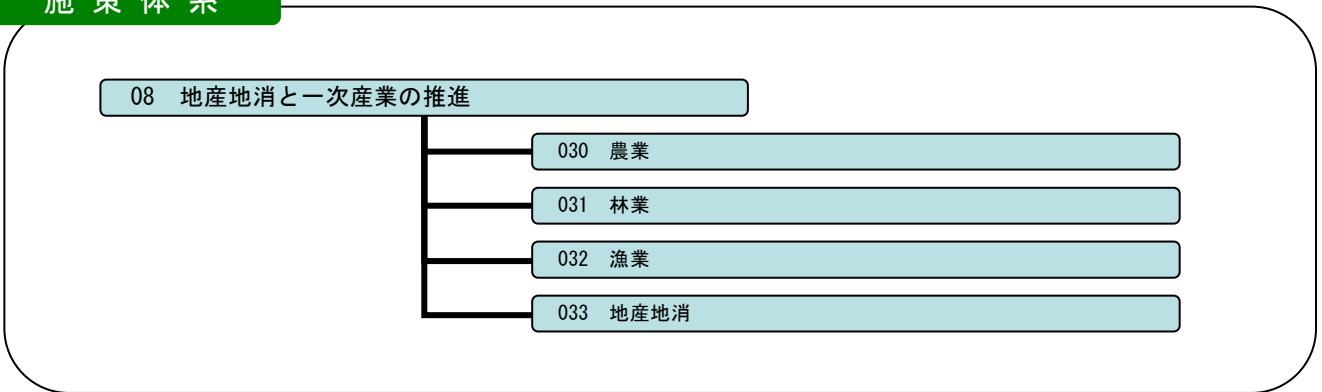 施策体系
08 地産地消と一次産業の推進
030 農業
031 林業
032 漁業
033 地産地消